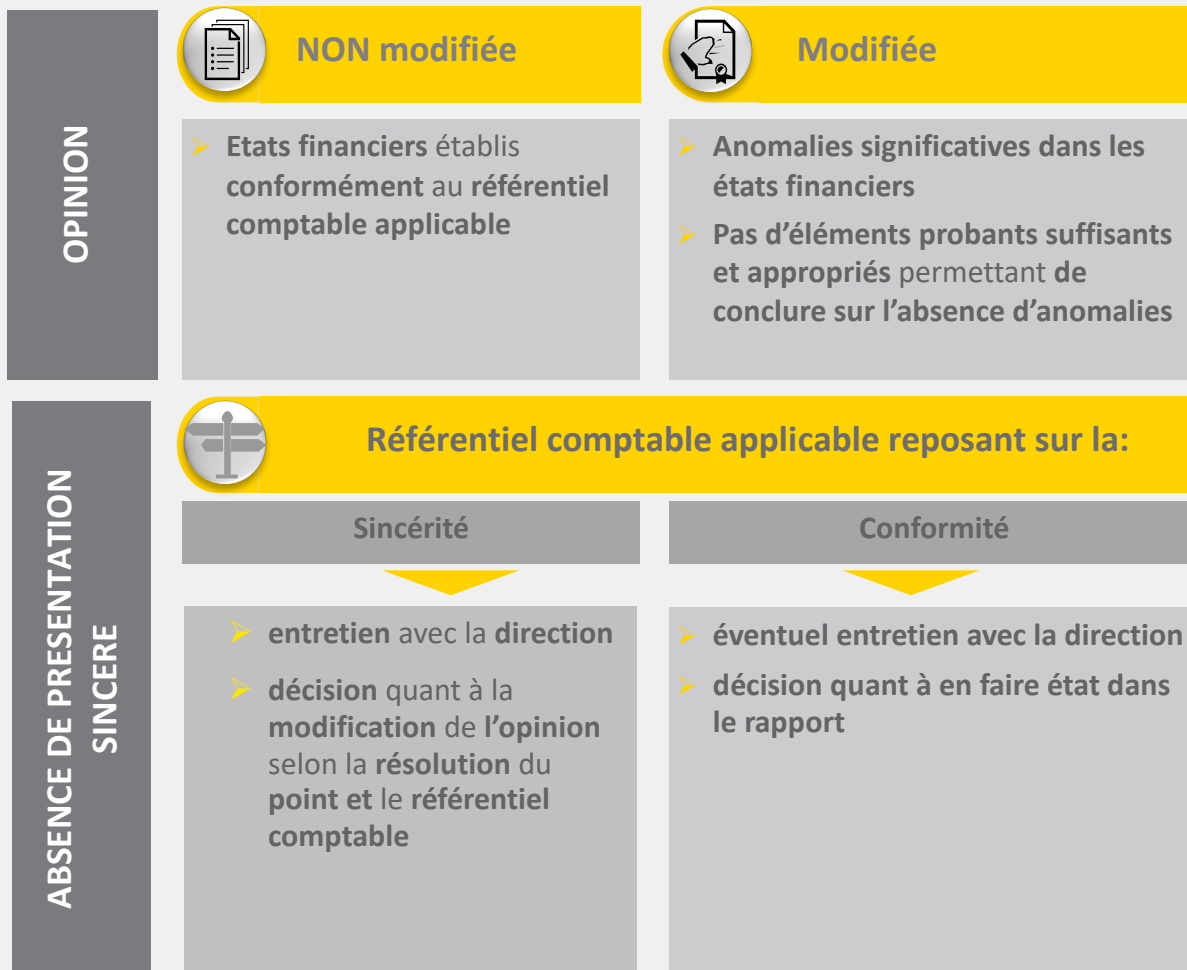 OPINION
NON modifiée
Etats financiers établis
conformément au référentiel
comptable applicable
Modifiée
Anomalies significatives dans les
états financiers
Pas d’éléments probants suffisants
et appropriés permettant de
conclure sur l’absence d’anomalies
ABSENCE DE PRESENTATION
SINCERE
Référentiel comptable applicable reposant sur la:
Sincérité
entretien avec la direction
décision quant à la
modification de l’opinion
selon la résolution du
point et le référentiel
comptable
Conformité
éventuel entretien avec la direction
décision quant à en faire état dans
le rapport